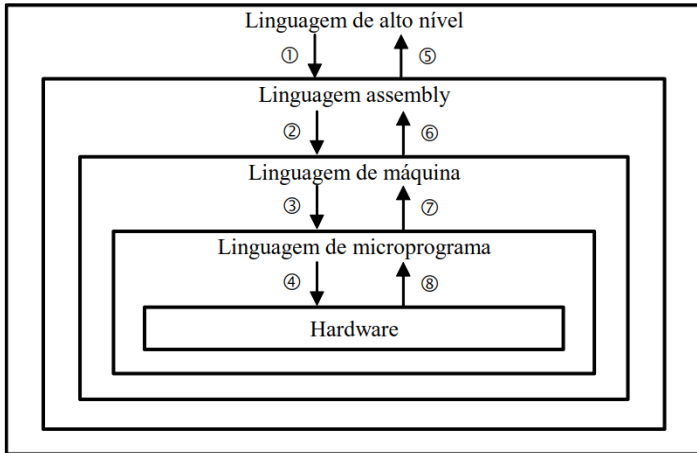 Linguagem de alto nível
① ⑤
Linguagem assembly
② ⑥
Linguagem de máquina
③ ⑦
Linguagem de microprograma
④ ⑧
Hardware